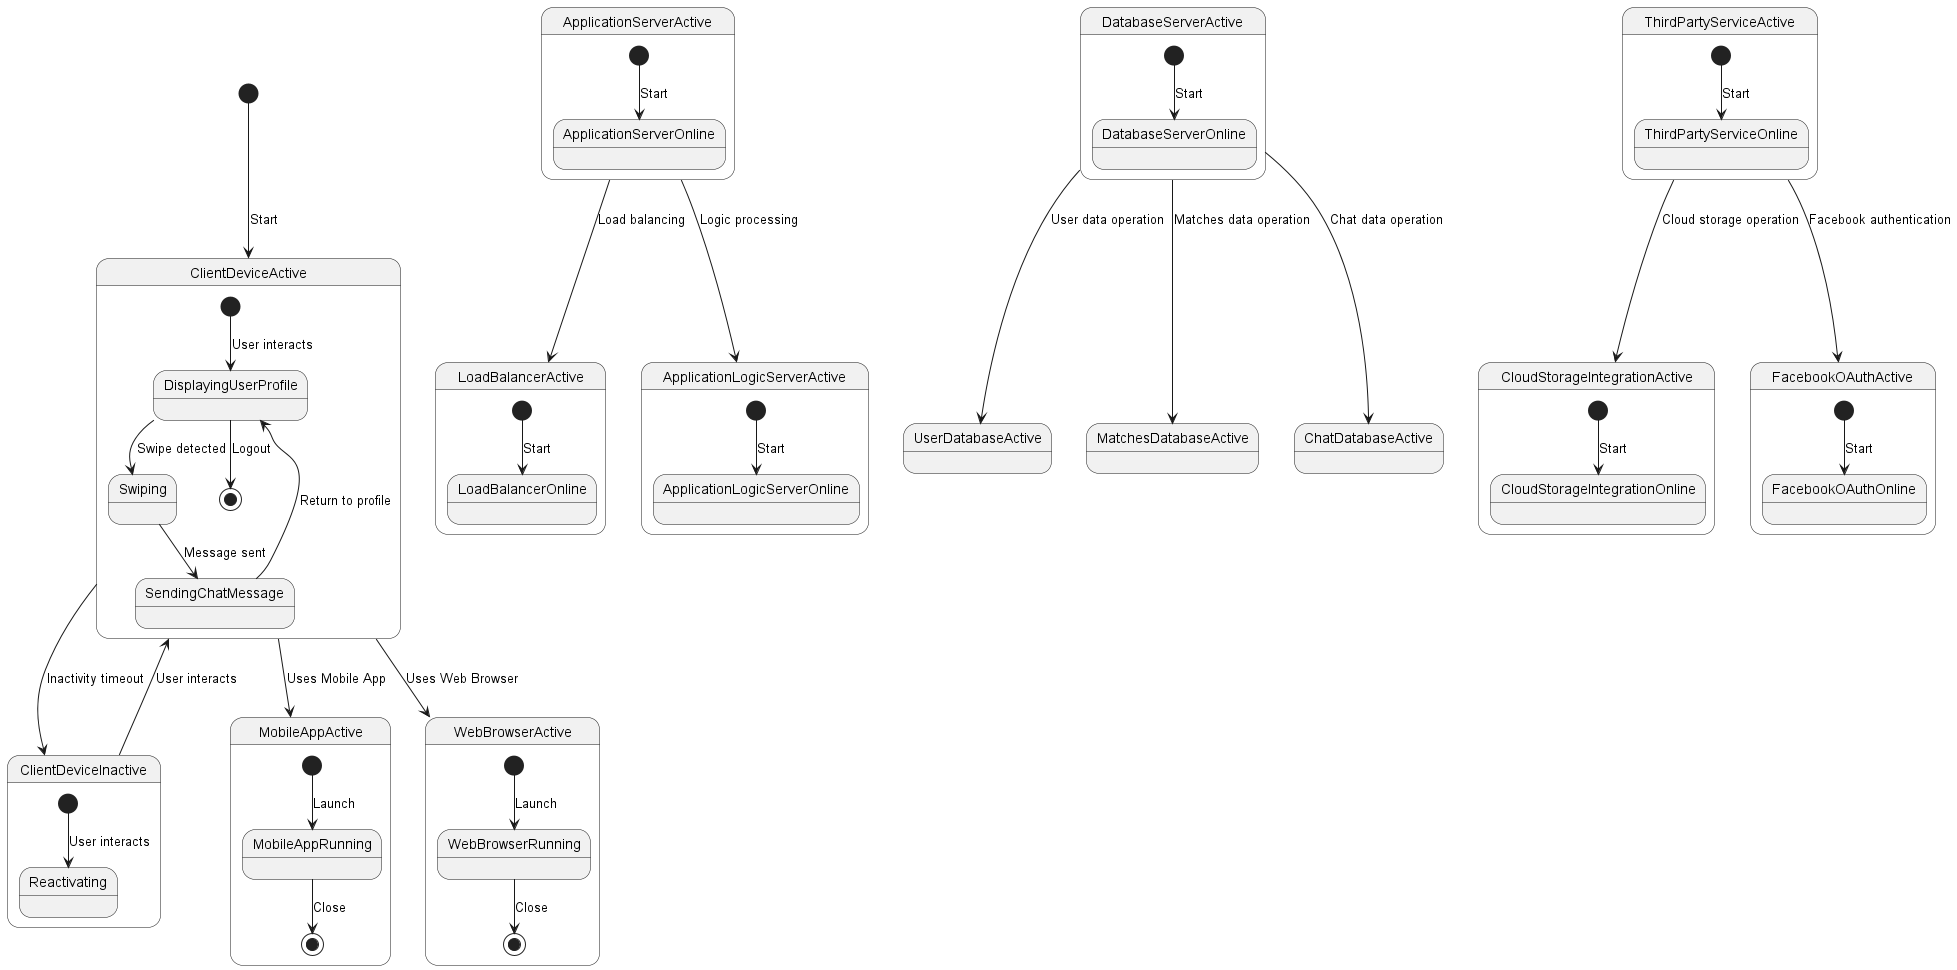 ApplicationServerActive
Start
ApplicationServerOnline
DatabaseServerActive
Start
DatabaseServerOnline
ThirdPartyServiceActive
Start
ThirdPartyServiceOnline
Start
Load balancing
Logic processing
User data operation
Matches data operation
Chat data operation
Cloud storage operation
Facebook authentication
ClientDeviceActive
User interacts
DisplayingUserProfile
Swipe detected
Logout
Swiping
Return to profile
Message sent
SendingChatMessage
LoadBalancerActive
Start
LoadBalancerOnline
ApplicationLogicServerActive
Start
ApplicationLogicServerOnline
UserDatabaseActive
MatchesDatabaseActive
ChatDatabaseActive
CloudStorageIntegrationActive
Start
CloudStorageIntegrationOnline
FacebookOAuthActive
Start
FacebookOAuthOnline
Inactivity timeout
User interacts
Uses Mobile App
Uses Web Browser
ClientDeviceInactive
User interacts
Reactivating
MobileAppActive
Launch
MobileAppRunning
Close
WebBrowserActive
Launch
WebBrowserRunning
Close